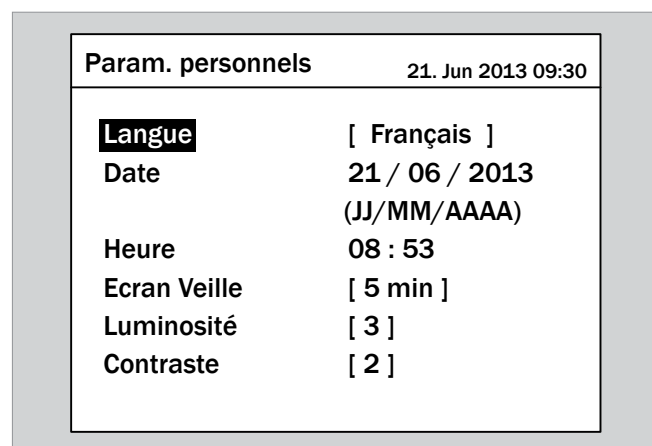 Param. personnels 21. Jun 2013 09:30
Langue [ Français ]
Date 21 / 06 / 2013
(JJ/MM/AAAA)
Heure 08 : 53
Ecran Veille [ 5 min ]
Luminosité [ 3 ]
Contraste [ 2 ]